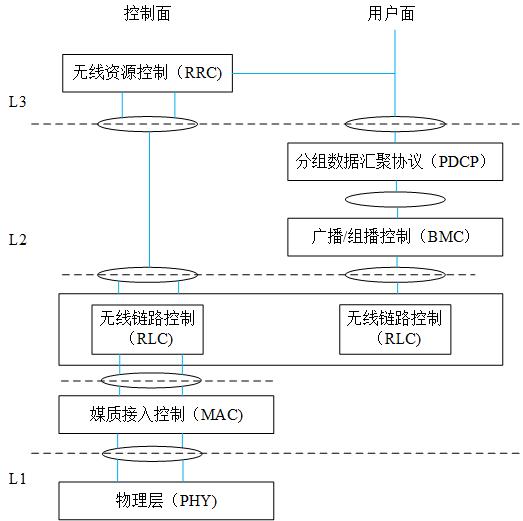 控制面
用户面
无线资源控制（RRC)
L3
分组数据汇聚协议（PDCP）
L2
广播/组播控制（BMC）
无线链路控制
（RLC)
无线链路控制
（RLC)
媒质接入控制（MAC)
L1
物理层（PHY)